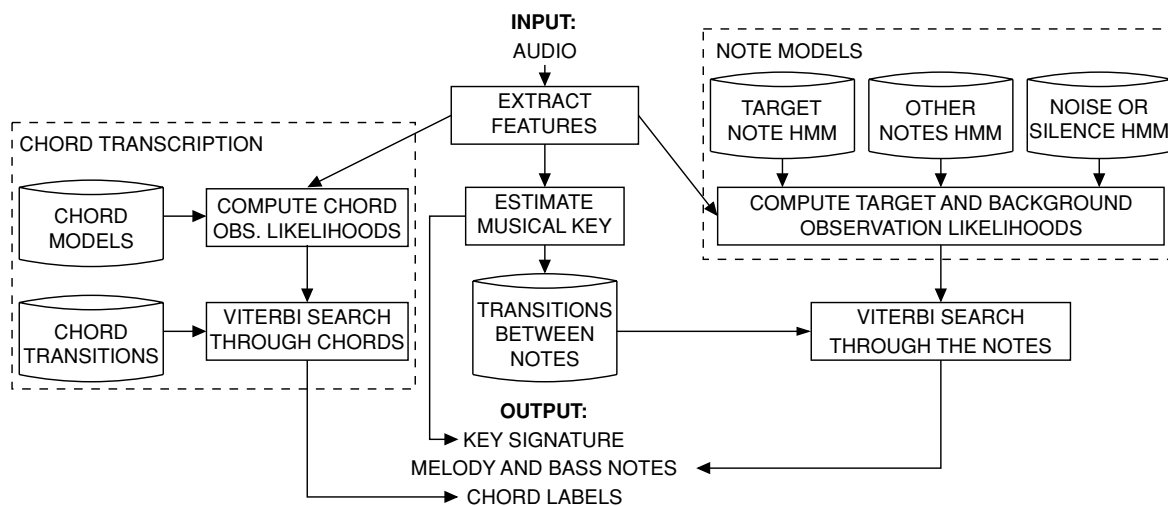 INPUT:
AUDIO
EXTRACT
FEATURES
NOTE MODELS
TARGET
NOTE HMM
OTHER
NOTES HMM
NOISE OR
SILENCE HMM
COMPUTE TARGET AND BACKGROUND
OBSERVATION LIKELIHOODS
CHORD TRANSCRIPTION
CHORD
MODELS
COMPUTE CHORD
OBS. LIKELIHOODS
ESTIMATE
MUSICAL KEY
CHORD
TRANSITIONS
VITERBI SEARCH
THROUGH CHORDS
TRANSITIONS
BETWEEN
NOTES
VITERBI SEARCH
THROUGH THE NOTES
OUTPUT:
KEY SIGNATURE
MELODY AND BASS NOTES
CHORD LABELS